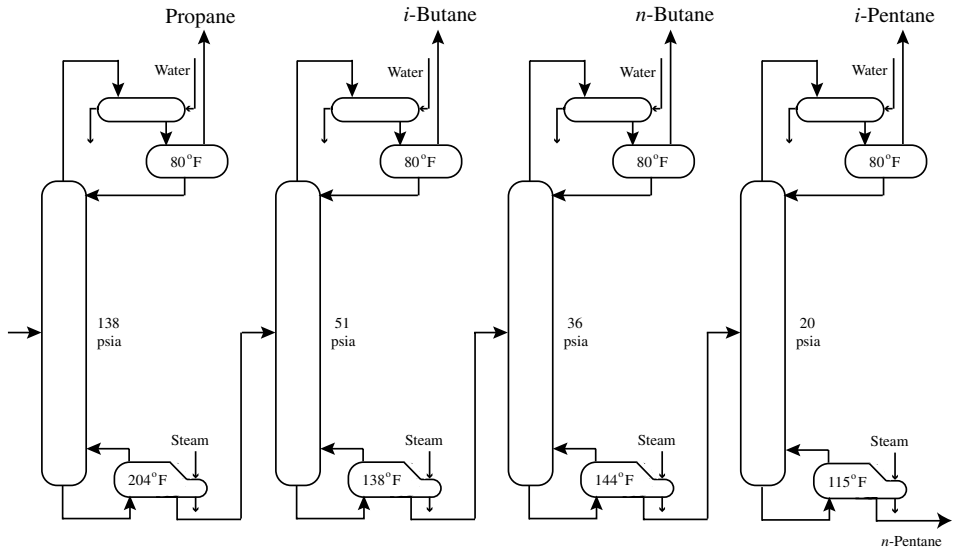 Propane
i-Butane
n-Butane
i-Pentane
Water
Water
Water
Water
80°F
80°F
80°F
80°F
138
psia
51
psia
36
psia
20
psia
Steam
Steam
Steam
Steam
204°F
138°F
144°F
115°F
n-Pentane